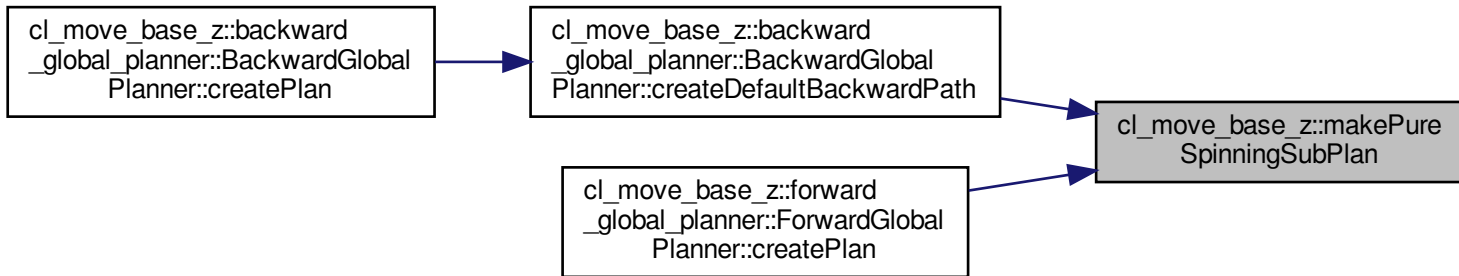 cl_move_base_z::backward
_global_planner::BackwardGlobal
Planner::createPlan
cl_move_base_z::backward
_global_planner::BackwardGlobal
Planner::createDefaultBackwardPath
cl_move_base_z::makePure
SpinningSubPlan
cl_move_base_z::forward
_global_planner::ForwardGlobal
Planner::createPlan